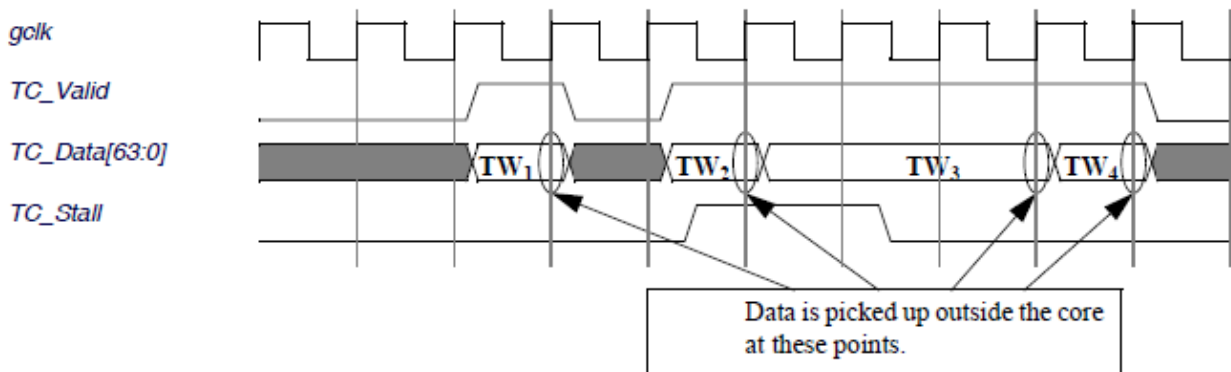 gclk
TC_Valid
TC_Data[63:0]
TW1 TW2 TW3 TW4
TC_Stall
Data is picked up outside the core
at these points.